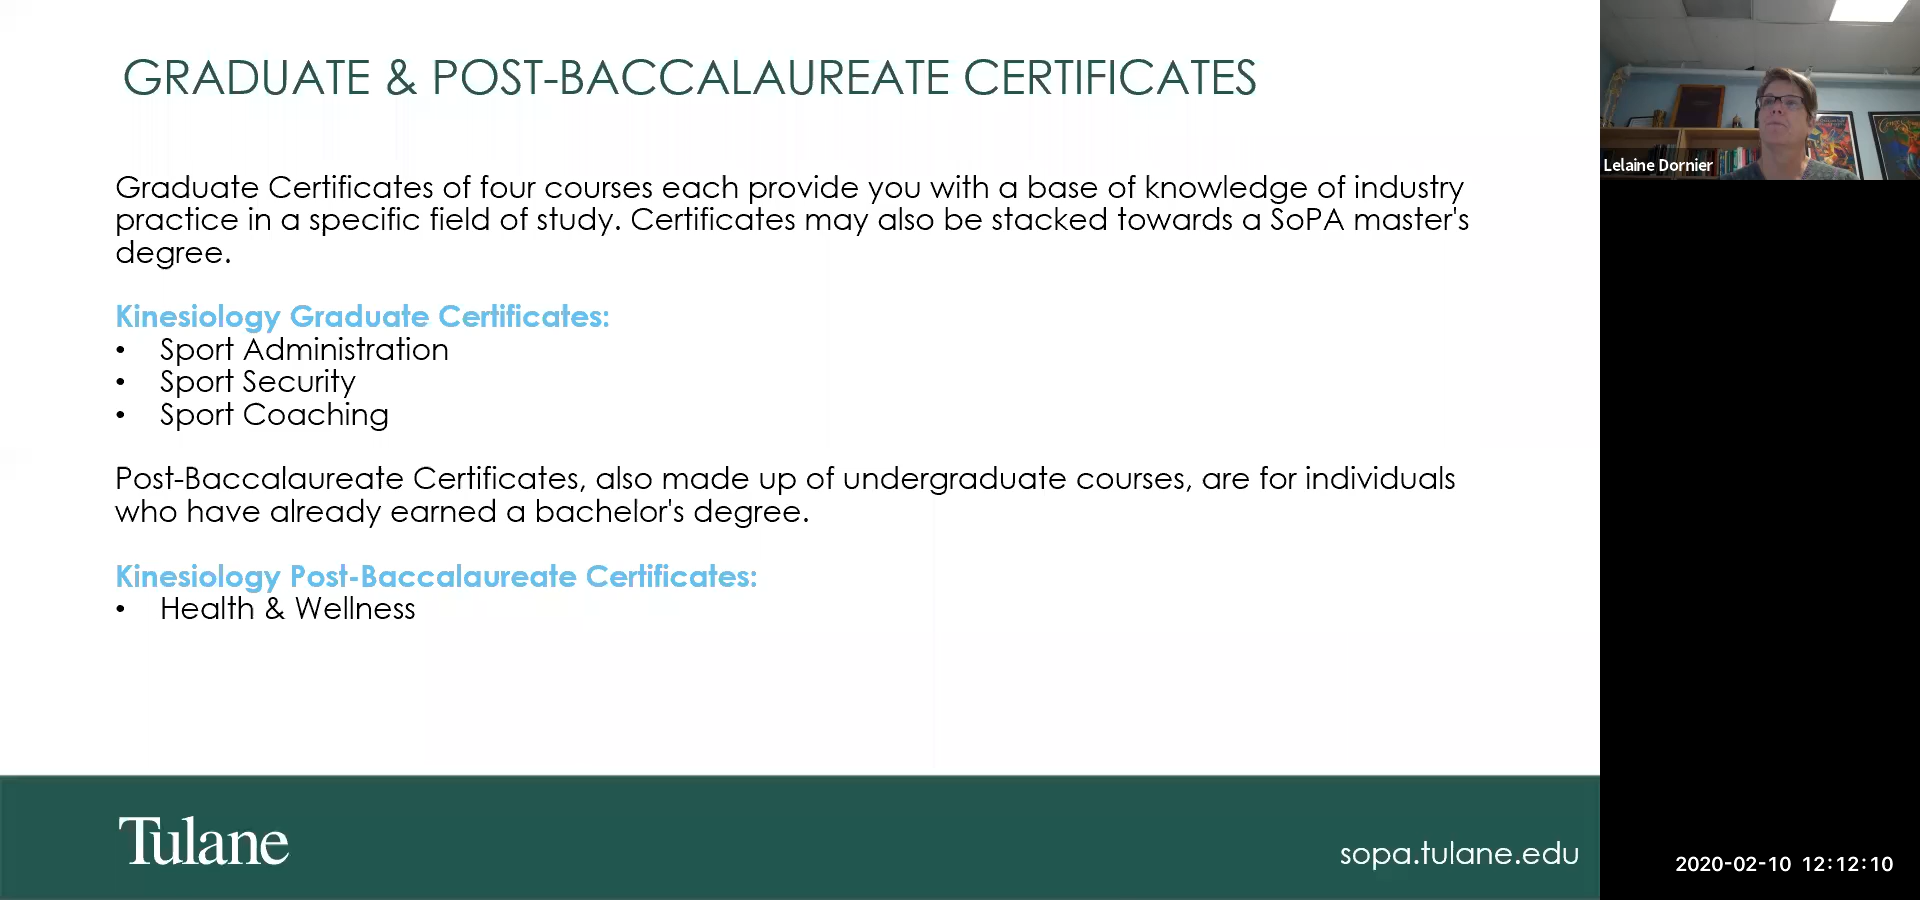 GRADUATE & POST-BACCALAUREATE CERTIFICATES
Graduate Certificates of four courses each provide you with a base of knowledge of industry
practice in a specific field of study. Certificates may also be stacked towards a SoPA master's
degree.
Kinesiology Graduate Certificates:
• Sport Administration
• Sport Security
• Sport Coaching
Post-Baccalaureate Certificates, also made up of undergraduate courses, are for individuals
who have already earned a bachelor's degree.
Kinesiology Post-Baccalaureate Certificates:
• Health & Wellness
Tulane
sopa.tulane.edu
Lelaine Dornier
2020-02-10 12:12:10